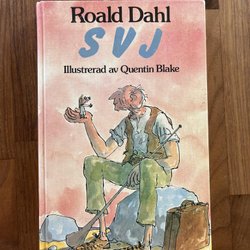 Roald Dahl
SVJ
Illustrerad av Quentin Blake